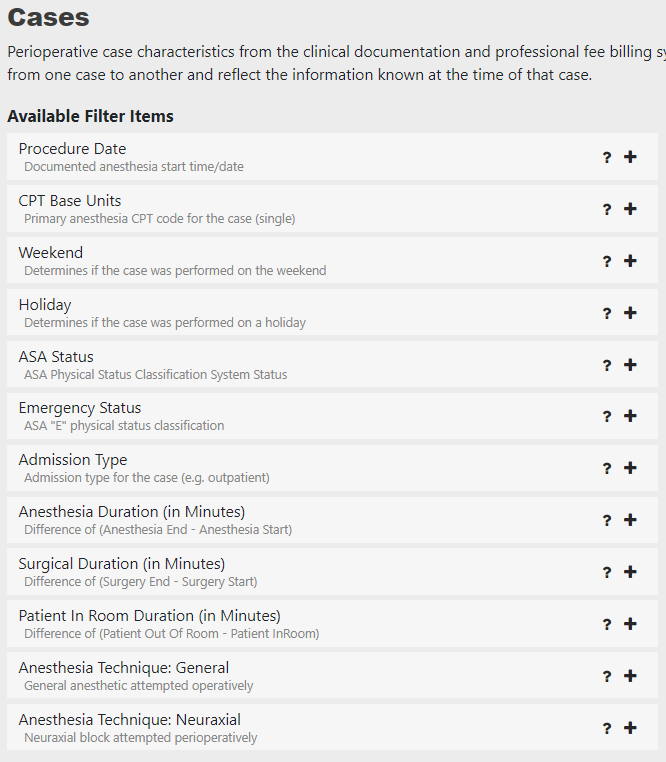 Cases
Perioperative case characteristics from the clinical documentation and professional fee billing
from one case to another and reflect the information known at the time of that case.
Available Filter Items
Procedure Date
Documented anesthesia start time/date
? +
CPT Base Units
Primary anesthesia CPT code for the case (single)
? +
Weekend
Determines if the case was performed on the weekend
? +
Holiday
Determines if the case was performed on a holiday
? +
ASA Status
ASA Physical Status Classification System Status
? +
Emergency Status
ASA "E" physical status classification
? +
Admission Type
Admission type for the case (e.g. outpatient)
? +
Anesthesia Duration (in Minutes)
Difference of (Anesthesia End - Anesthesia Start)
? +
Surgical Duration (in Minutes)
Difference of (Surgery End - Surgery Start)
? +
Patient In Room Duration (in Minutes)
Difference of (Patient Out Of Room - Patient InRoom)
? +
Anesthesia Technique: General
General anesthetic attempted operatively
? +
Anesthesia Technique: Neuraxial
Neuraxial block attempted perioperatively
? +